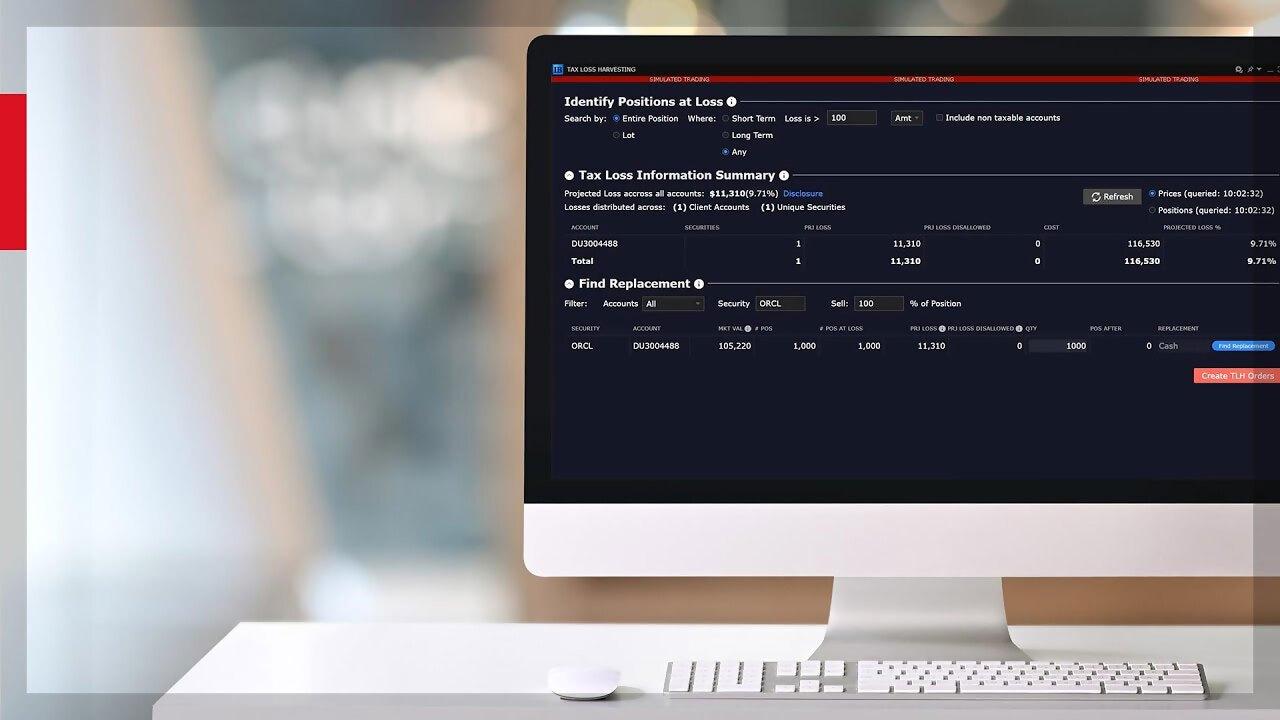 TAX LOSS HARVESTING
SIMULATED TRADING SIMULATED TRADING SIMULATED TRADING
Identify Positions at Loss
Search by: Entire Position Where: Short Term Loss is > 100 Amt Include non taxable accounts
Lot Long Term
Any
Tax Loss Information Summary
Projected Loss accross all accounts: $11,310(9.71%) Disclosure Refresh Prices (queried: 10:02:32)
Losses distributed across: (1) Client Accounts (1) Unique Securities Positions (queried: 10:02:32)
ACCOUNT SECURITIES PRJ LOSS PRJ LOSS DISALLOWED COST PROJECTED LOSS %
DU3004488 1 11,310 0 116,530 9.71%
Total 1 11,310 0 116,530 9.71%
Find Replacement
Filter: Accounts All Security ORCL Sell: 100 % of Position
SECURITY ACCOUNT MKT VAL # POS # POS AT LOSS PRJ LOSS PRJ LOSS DISALLOWED QTY POS AFTER REPLACEMENT
ORCL DU3004488 105,220 1,000 1,000 11,310 0 1000 0 Cash Find Replacement
Create TLH Orders